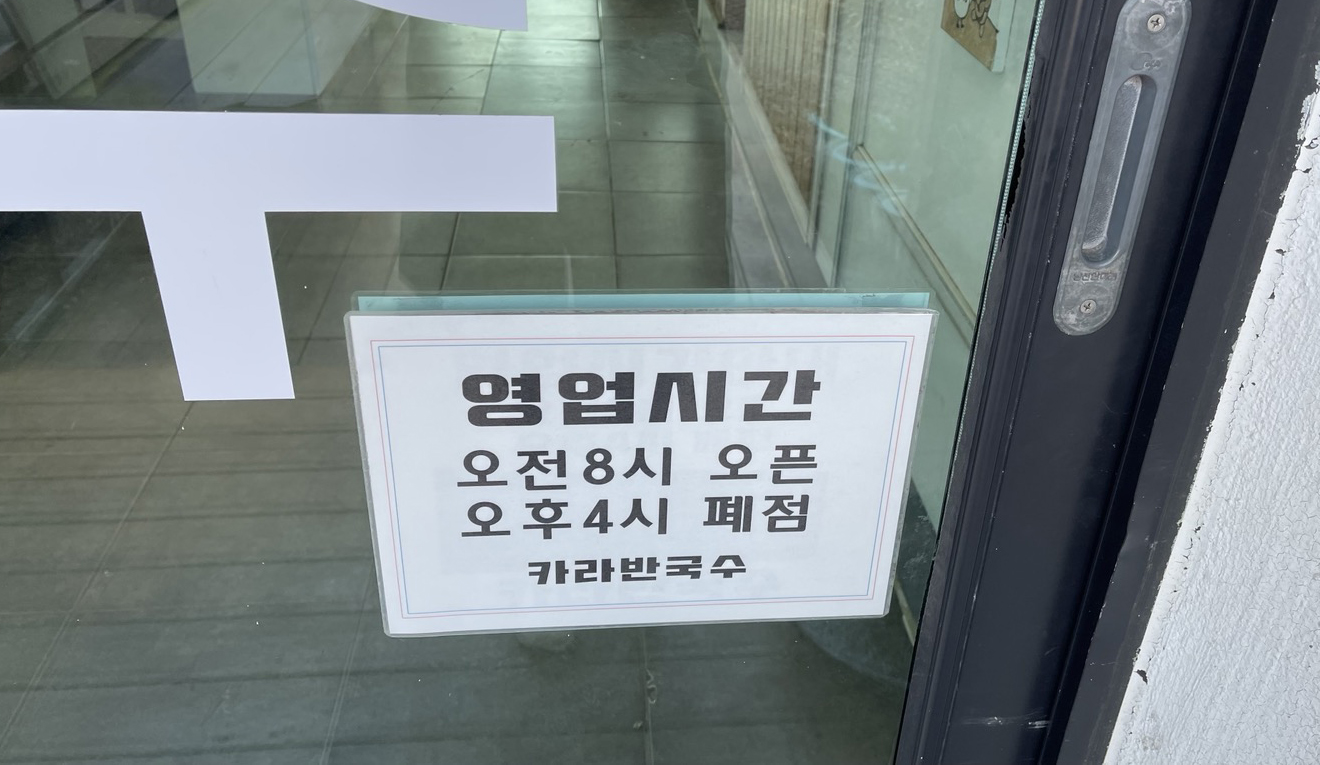 영업시간
오전8시 오픈
오후4시 폐점
카라반국수